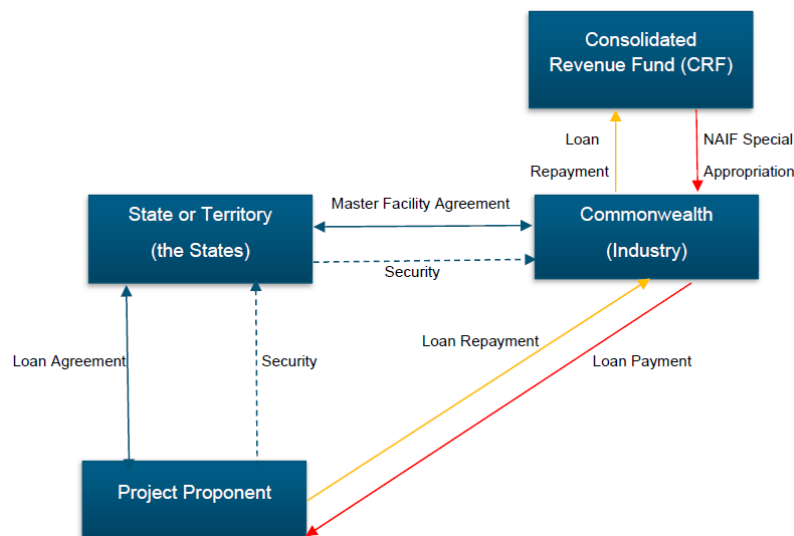 Consolidated
Revenue Fund (CRF)
Loan
Repayment
NAIF Special
Appropriation
State or Territory
(the States)
Master Facility Agreement
Commonwealth
(Industry)
Security
Loan Agreement
Security
Loan Repayment
Loan Payment
Project Proponent